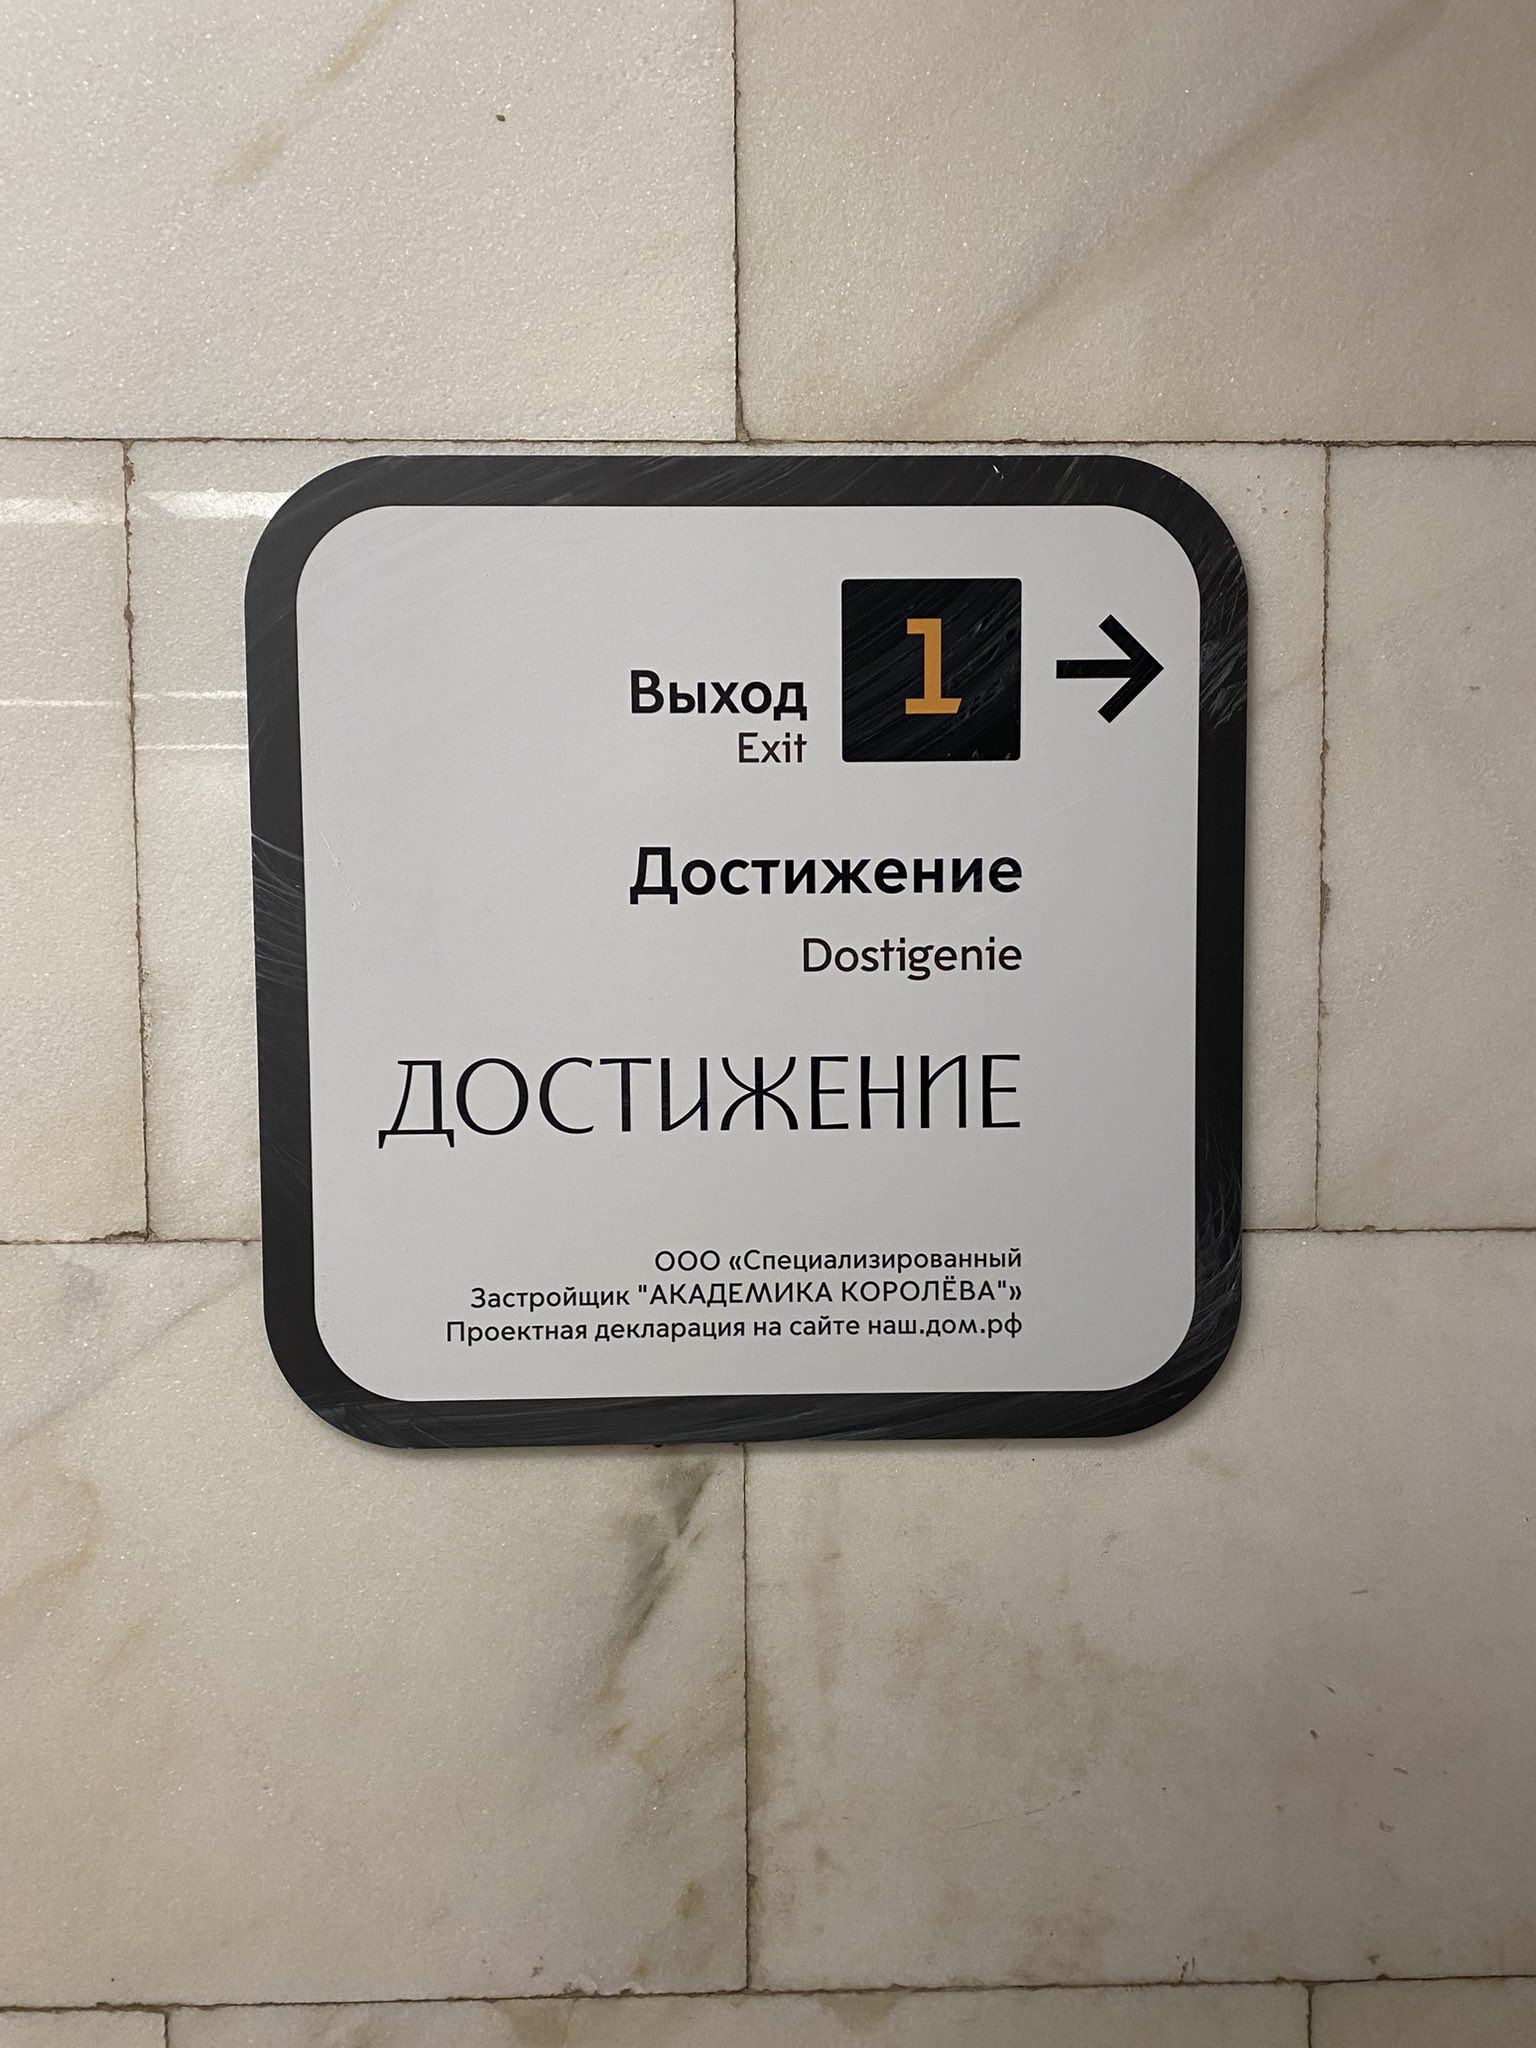 Выход 1 →
Exit
Достижение
Dostigenie
ДОСТИЖЕНИЕ
ООО «Специализированный
Застройщик "АКАДЕМИКА КОРОЛЁВА"»
Проектная декларация на сайте наш.дом.рф